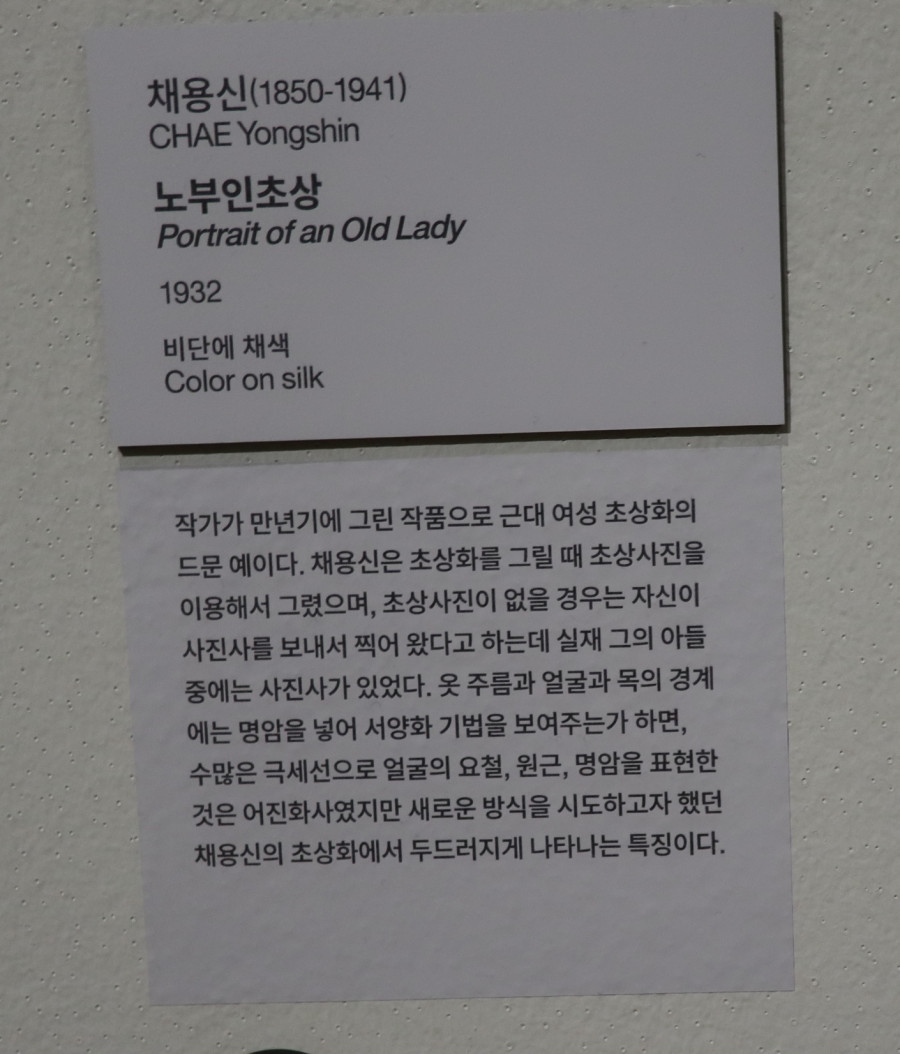 채용신(1850-1941)
CHAE Yongshin
노부인초상
Portrait of an Old Lady
1932
비단에 채색
Color on silk
작가가 만년기에 그린 작품으로 근대 여성 초상화의
드문 예이다. 채용신은 초상화를 그릴 때 초상사진을
이용해서 그렸으며, 초상사진이 없을 경우는 자신이
사진사를 보내서 찍어 왔다고 하는데 실재 그의 아들
중에는 사진사가 있었다. 옷 주름과 얼굴과 목의 경계
에는 명암을 넣어 서양화 기법을 보여주는가 하면,
수많은 극세선으로 얼굴의 요철, 원근, 명암을 표현한
것은 어진화사였지만 새로운 방식을 시도하고자 했던
채용신의 초상화에서 두드러지게 나타나는 특징이다.